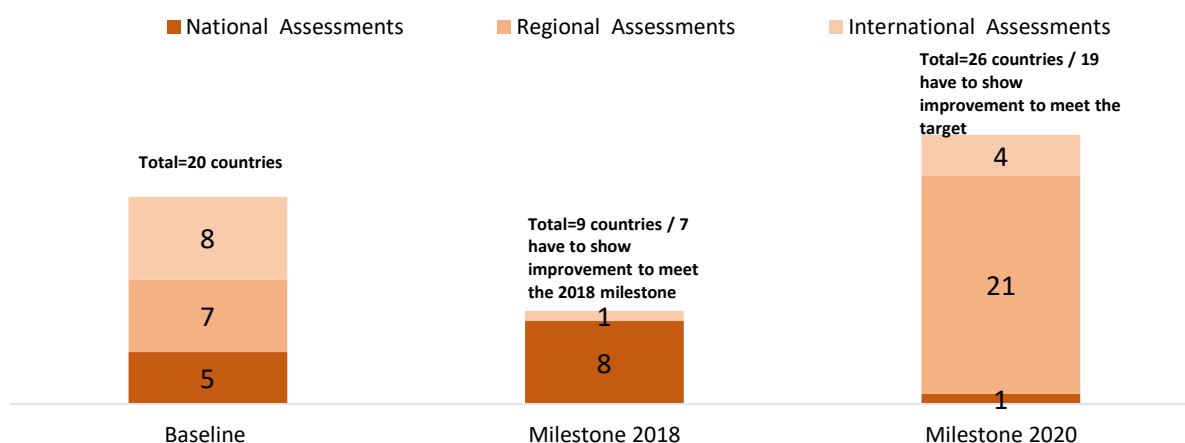 National Assessments
Regional Assessments
International Assessments
Total=20 countries
8
7
5
Baseline
Total=9 countries / 7
have to show
improvement to meet
the 2018 milestone
1
8
Milestone 2018
Total=26 countries / 19
have to show
improvement to meet the
target
4
21
1
Milestone 2020